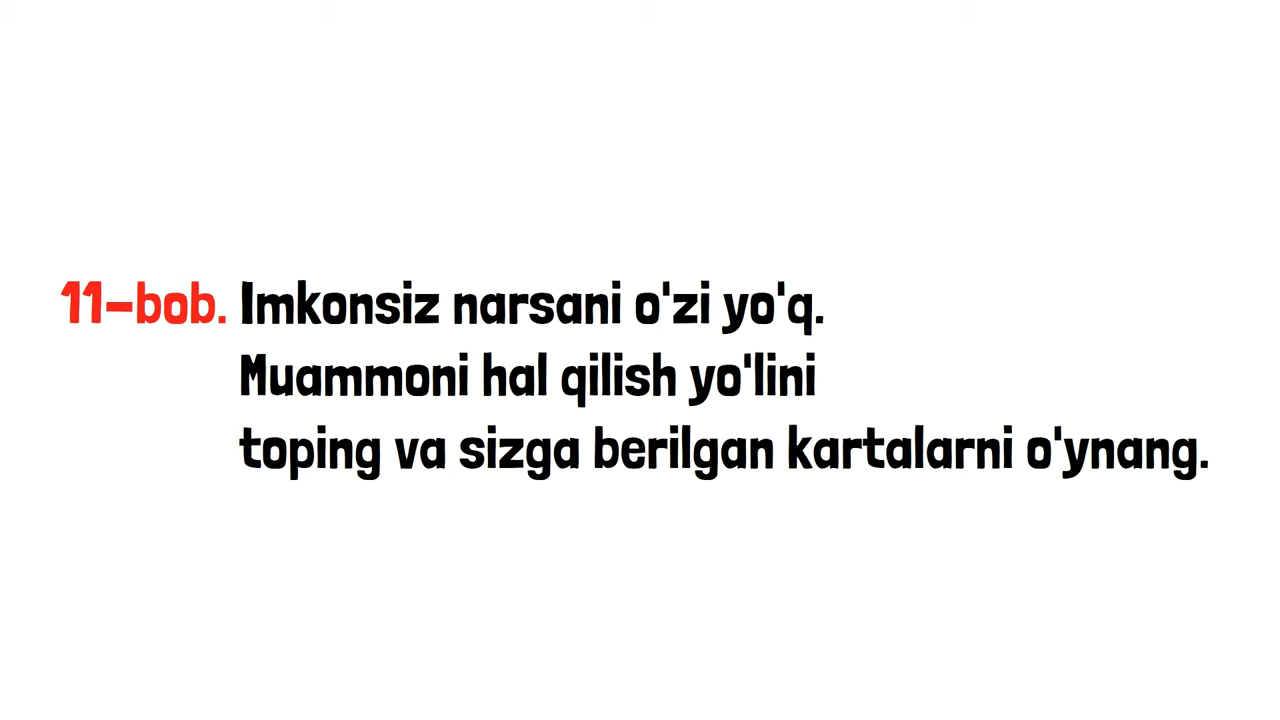 11-bob. Imkonsiz narsani o'zi yo'q.
Muammoni hal qilish yo'lini
toping va sizga berilgan kartalarni o'ynang.